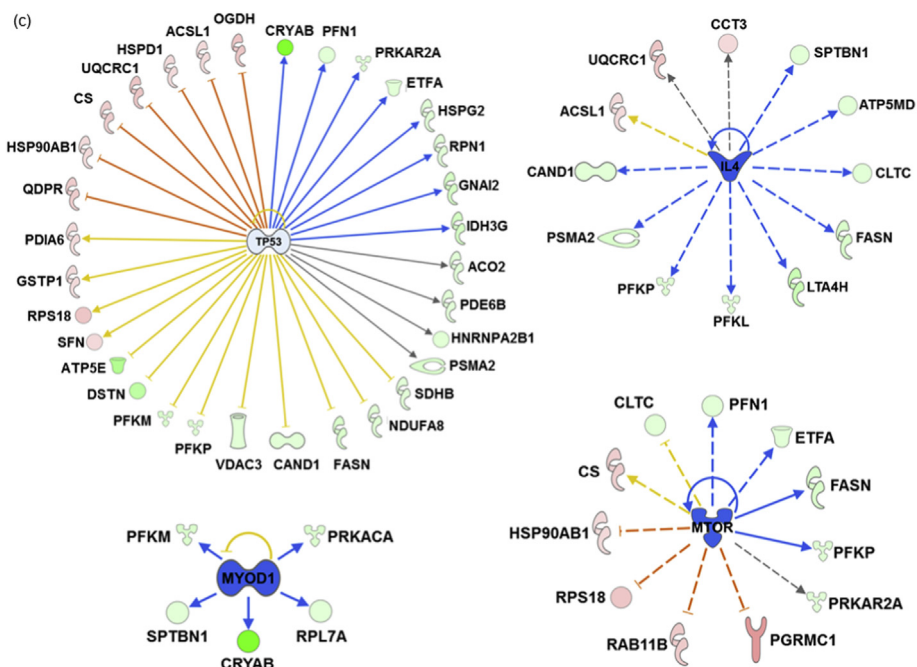 (c)
OGDH
ACSL1
HSPD1
UQCRC1
CS
HSP90AB1
QDPR
PDIA6
GSTP1
RPS18
SFN
ATP5E
DSTN
PFKM
PFKP
VDAC3
CAND1
FASN
NDUFA8
SDHB
PSMA2
HNRNPA2B1
PDE6B
ACO2
IDH3G
GNAI2
RPN1
HSPG2
ETFA
PRKAR2A
PFN1
CRYAB
TP53
CCT3
UQCRC1
SPTBN1
ACSL1
ATP5MD
CAND1
IL4
CLTC
PSMA2
FASN
PFKP
LTA4H
PFKL
PFKM
PRKACA
MYOD1
SPTBN1
RPL7A
CRYAB
CLTC
PFN1
ETFA
CS
FASN
HSP90AB1
MTOR
PFKP
RPS18
PRKAR2A
RAB11B
PGRMC1